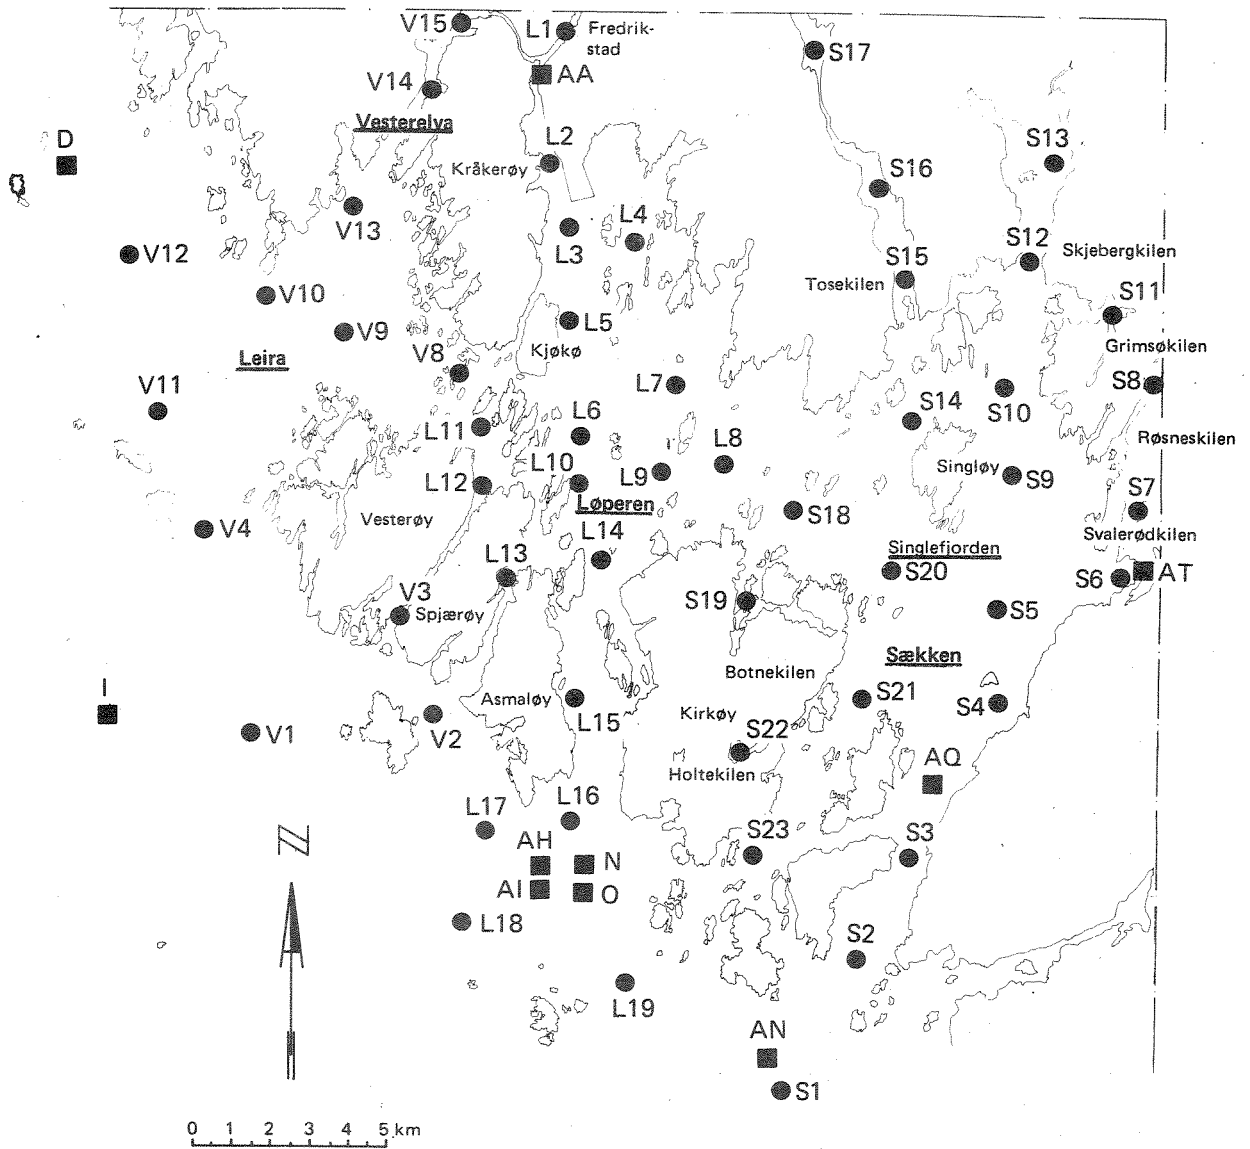 V15
L1
Fredrik-
stad
S17
AA
V14
Vesterelva
D
L2
S13
Kråkerøy
S16
V13
L3
L4
V12
S15
S12
Skjebergkilen
V10
Tosekilen
S11
V9
L5
Grimsøkilen
Leira
V8
Kjøkø
L7
S8
V11
S10
S14
L11
L6
L8
Røsneskilen
L10
L9
Singløy
S9
L12
Løperen
S7
Vesterøy
S18
V4
L14
Svalerødkilen
Singlefjorden
L13
S20
S6
AT
V3
Spjærøy
S19
S5
Sækken
Botnekilen
I
Asmaløy
S21
S4
L15
Kirkøy
V1
V2
S22
Holtekilen
AQ
L17
L16
S23
S3
AH
N
AI
O
L18
S2
L19
AN
S1
N
0 1 2 3 4 5 km